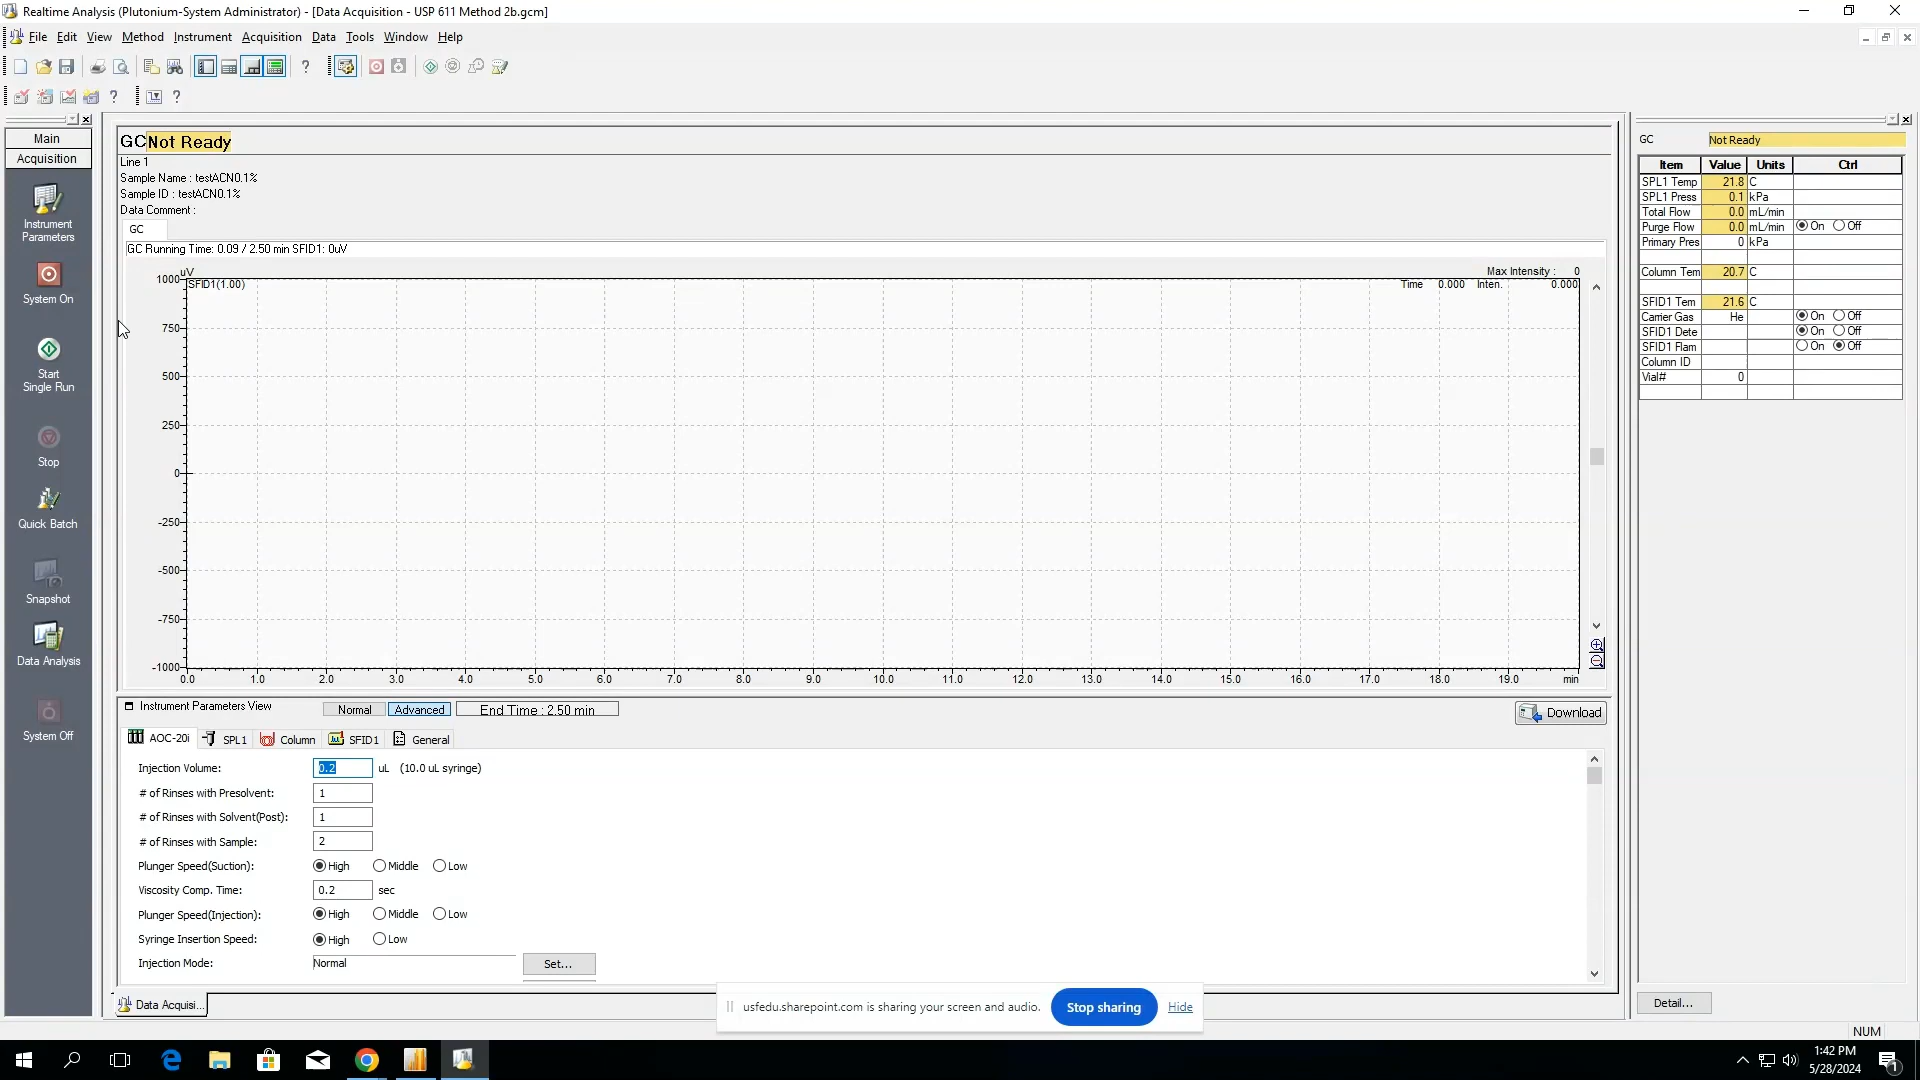 Realtime Analysis (Plutonium-System Administrator) - [Data Acquisition - USP 611 Method 2b.gcm]
File Edit View Method Instrument Acquisition Data Tools Window Help
Main
Acquisition
Instrument
Parameters
System On
Start
Single Run
Stop
Quick Batch
Snapshot
Data Analysis
System Off
GC Not Ready
Line 1
Sample Name : testACN0.1%
Sample ID : testACN0.1%
Data Comment :
GC
GC Running Time: 0.09 / 2.50 min SFID1: 0uV
uV
Max Intensity : 0
SFID1(1.00)
Time 0.000 Inten. 0.000
1000
750
500
250
0
-250
-500
-750
-1000
0.0 1.0 2.0 3.0 4.0 5.0 6.0 7.0 8.0 9.0 10.0 11.0 12.0 13.0 14.0 15.0 16.0 17.0 18.0 19.0 min
Instrument Parameters View Normal Advanced End Time : 2.50 min Download
AOC-20i SPL1 Column SFID1 General
Injection Volume: 0.2 uL (10.0 uL syringe)
# of Rinses with Presolvent: 1
# of Rinses with Solvent(Post): 1
# of Rinses with Sample: 2
Plunger Speed(Suction): High Middle Low
Viscosity Comp. Time: 0.2 sec
Plunger Speed(Injection): High Middle Low
Syringe Insertion Speed: High Low
Injection Mode: Normal Set...
Data Acquisi...
GC Not Ready
Item Value Units Ctrl
SPL1 Temp 21.8 C
SPL1 Press 0.1 kPa
Total Flow 0.0 mL/min
Purge Flow 0.0 mL/min On Off
Primary Pres 0 kPa
Column Tem 20.7 C
SFID1 Tem 21.6 C
Carrier Gas He On Off
SFID1 Dete On Off
SFID1 Flam On Off
Column ID
Vial# 0
Detail...
usfedu.sharepoint.com is sharing your screen and audio. Stop sharing Hide
NUM
1:42 PM
5/28/2024
1